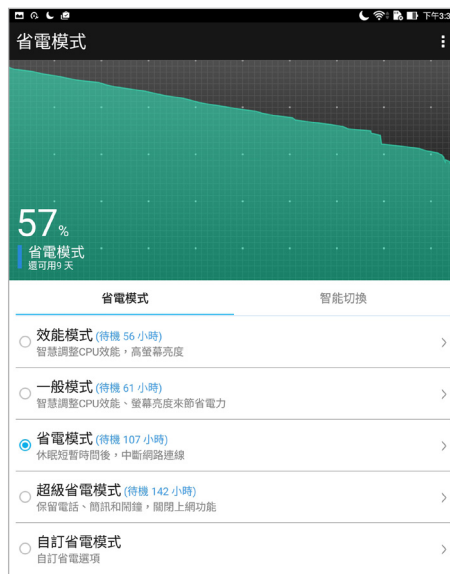 下午3:3
省電模式
57%
省電模式
還可用9 天
省電模式
智能切換
效能模式 (待機 56 小時)
智慧調整CPU效能，高螢幕亮度
一般模式 (待機 61 小時)
智慧調整CPU效能、螢幕亮度來節省電力
省電模式 (待機 107 小時)
休眠短暫時問後，中斷網路連線
超級省電模式 (待機 142 小時)
保留電話、簡訊和鬧鐘，關閉上網功能
自訂省電模式
自訂省電選項